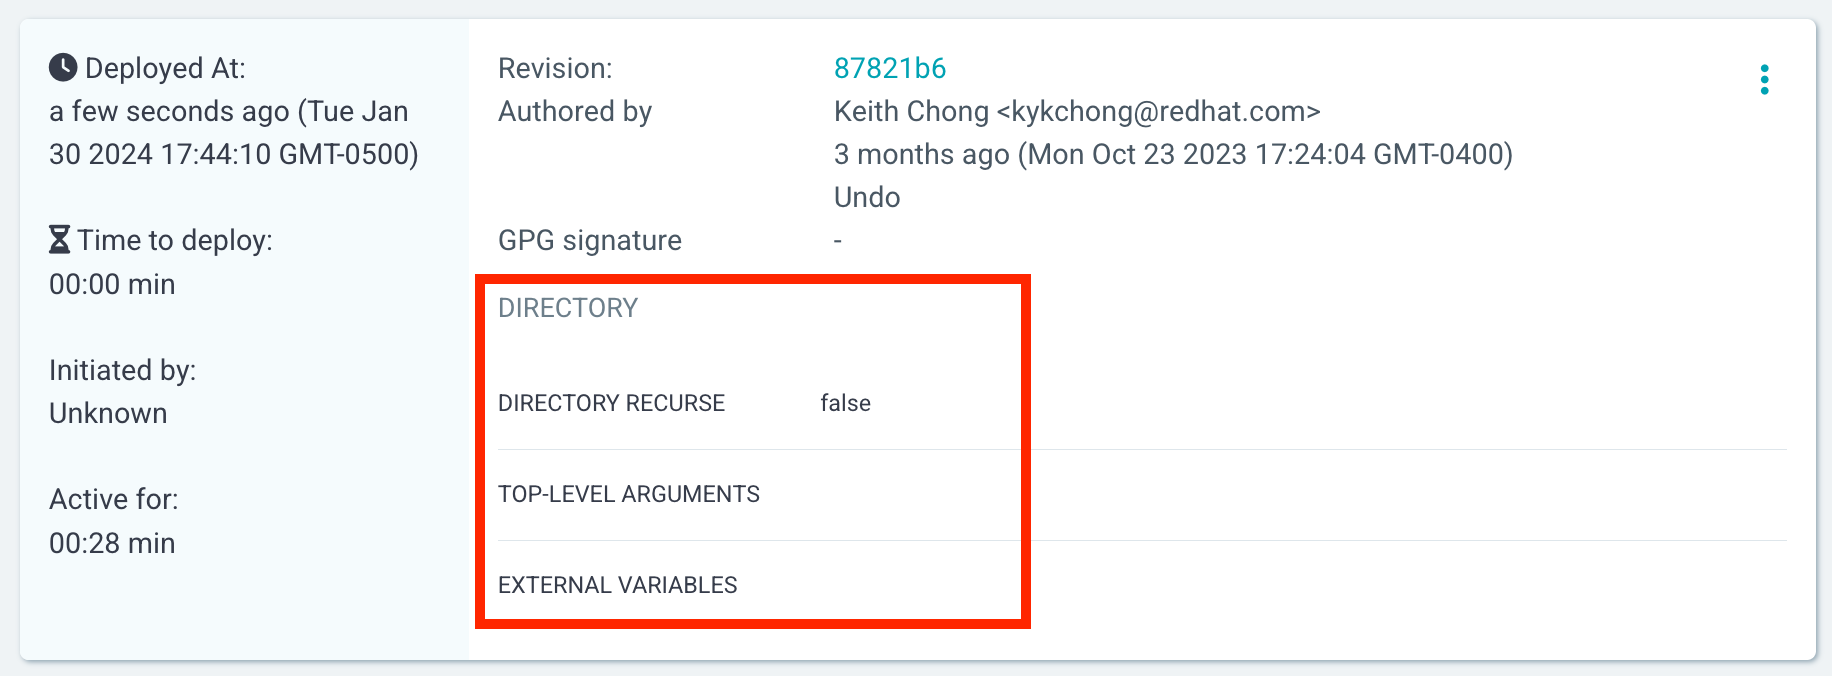 Deployed At:
a few seconds ago (Tue Jan
30 2024 17:44:10 GMT-0500)
Time to deploy:
00:00 min
Initiated by:
Unknown
Active for:
00:28 min
Revision: 87821b6
Authored by Keith Chong <kykchong@redhat.com>
3 months ago (Mon Oct 23 2023 17:24:04 GMT-0400)
Undo
GPG signature -
DIRECTORY
DIRECTORY RECURSE false
TOP-LEVEL ARGUMENTS
EXTERNAL VARIABLES